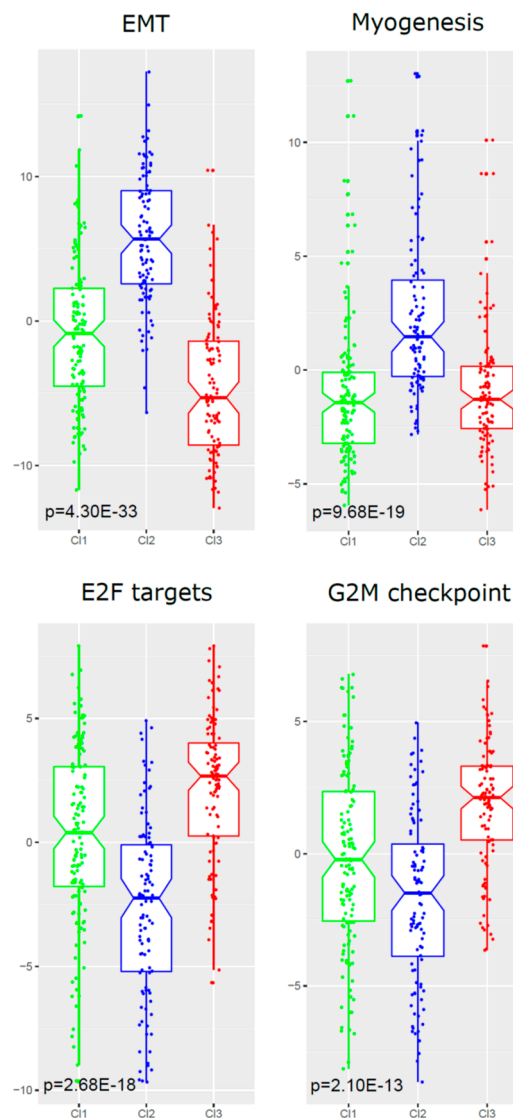 EMT
10
0
−10
p=4.30E-33
Cl1 Cl2 Cl3
Myogenesis
10
5
0
−5
p=9.68E-19
Cl1 Cl2 Cl3
E2F targets
5
0
−5
−10
p=2.68E-18
Cl1 Cl2 Cl3
G2M checkpoint
5
0
−5
p=2.10E-13
Cl1 Cl2 Cl3